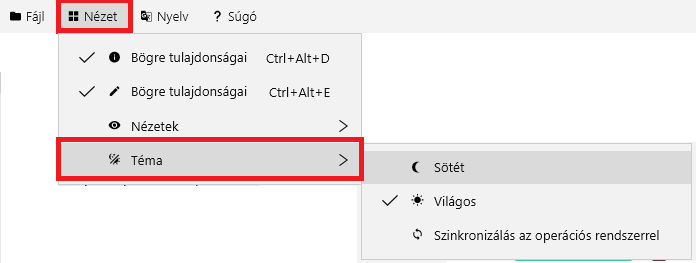 Fájl Nézet Nyelv ? Súgó
Bögre tulajdonságai Ctrl+Alt+D
Bögre tulajdonságai Ctrl+Alt+E
Nézetek
Téma
Sötét
Világos
Szinkronizálás az operációs rendszerrel